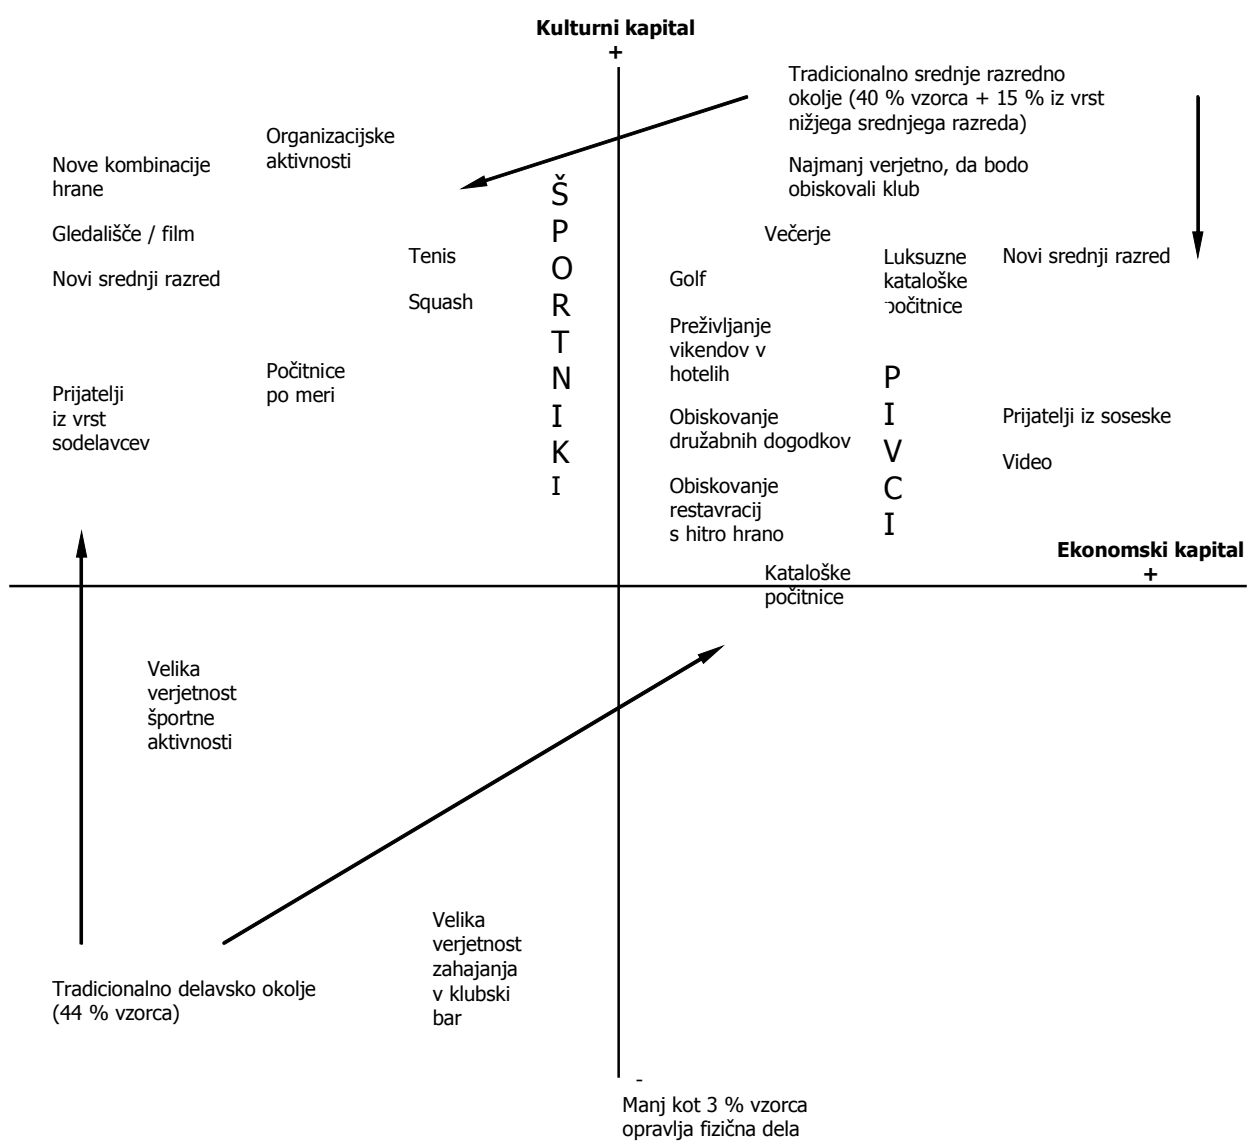 Kulturni kapital
+
Tradicionalno srednje razredno
okolje (40 % vzorca + 15 % iz vrst
nižjega srednjega razreda)
Najmanj verjetno, da bodo
obiskovali klub
Organizacijske
aktivnosti
Nove kombinacije
hrane
Gledališče / film
Novi srednji razred
Tenis
Squash
Počitnice
po meri
Prijatelji
iz vrst
sodelavcev
Š
P
O
R
T
N
I
K
I
Večerje
Golf
Luksuzne
kataloške
počitnice
Novi srednji razred
Preživljanje
vikendov v
hotelih
Obiskovanje
družabnih dogodkov
Obiskovanje
restavracij
s hitro hrano
P
I
V
C
I
Prijatelji iz soseske
Video
Ekonomski kapital
+
Kataloške
počitnice
Velika
verjetnost
športne
aktivnosti
Velika
verjetnost
zahajanja
v klubski
bar
Tradicionalno delavsko okolje
(44 % vzorca)
-
Manj kot 3 % vzorca
opravlja fizična dela